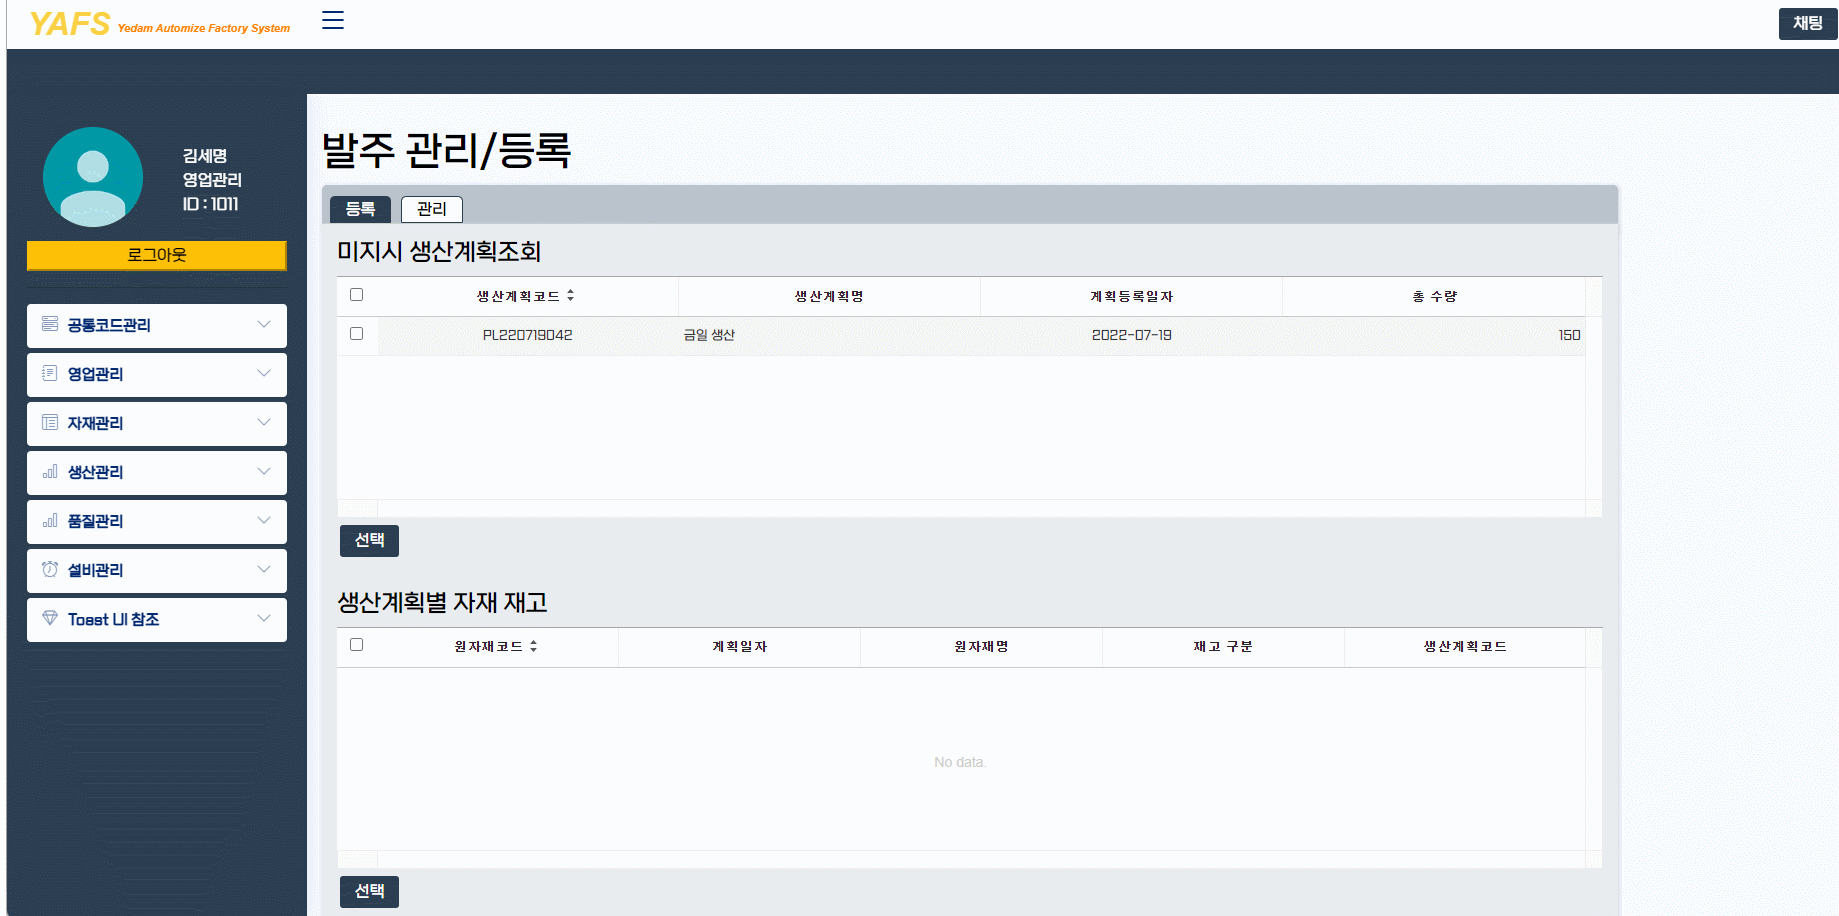 YAFS Yedam Automize Factory System
채팅
김세명
영업관리
ID : 1011
로그아웃
공통코드관리
영업관리
자재관리
생산관리
품질관리
설비관리
Toast UI 참조
발주 관리/등록
등록 관리
미지시 생산계획조회
생산계획코드 생산계획명 계획등록일자 총 수량
PL220719042 금일 생산 2022-07-19 150
선택
생산계획별 자재 재고
원자재코드 계획일자 원자재명 재고 구분 생산계획코드
No data.
선택